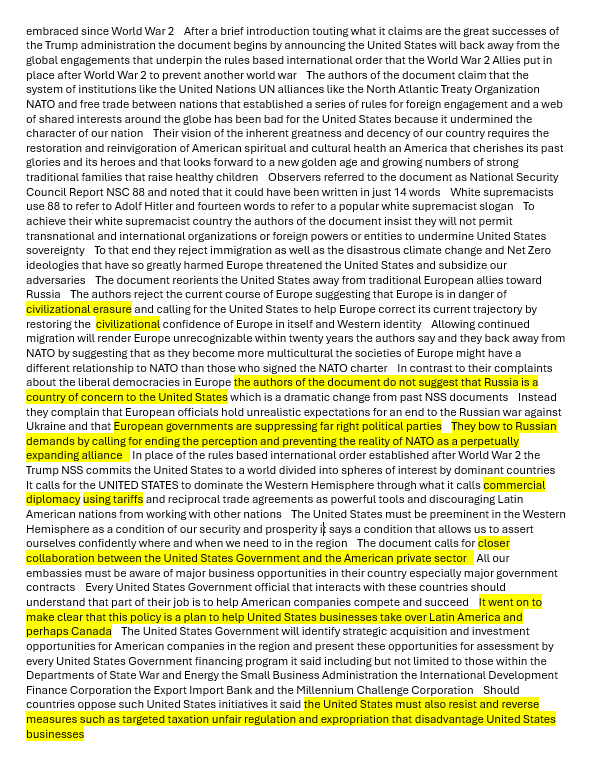 embraced since World War 2    After a brief introduction touting what it claims are the great successes of
the Trump administration the document begins by announcing the United States will back away from the
global engagements that underpin the rules based international order that the World War 2 Allies put in
place after World War 2 to prevent another world war    The authors of the document claim that the
system of institutions like the United Nations UN alliances like the North Atlantic Treaty Organization
NATO and free trade between nations that established a series of rules for foreign engagement and a web
of shared interests around the globe has been bad for the United States because it undermined the
character of our nation    Their vision of the inherent greatness and decency of our country requires the
restoration and reinvigoration of American spiritual and cultural health an America that cherishes its past
glories and its heroes and that looks forward to a new golden age and growing numbers of strong
traditional families that raise healthy children    Observers referred to the document as National Security
Council Report NSC 88 and noted that it could have been written in just 14 words    White supremacists
use 88 to refer to Adolf Hitler and fourteen words to refer to a popular white supremacist slogan    To
achieve their white supremacist country the authors of the document insist they will not permit
transnational and international organizations or foreign powers or entities to undermine United States
sovereignty    To that end they reject immigration as well as the disastrous climate change and Net Zero
ideologies that have so greatly harmed Europe threatened the United States and subsidize our
adversaries    The document reorients the United States away from traditional European allies toward
Russia    The authors reject the current course of Europe suggesting that Europe is in danger of
civilizational erasure and calling for the United States to help Europe correct its current trajectory by
restoring the  civilizational confidence of Europe in itself and Western identity    Allowing continued
migration will render Europe unrecognizable within twenty years the authors say and they back away from
NATO by suggesting that as they become more multicultural the societies of Europe might have a
different relationship to NATO than those who signed the NATO charter    In contrast to their complaints
about the liberal democracies in Europe the authors of the document do not suggest that Russia is a
country of concern to the United States which is a dramatic change from past NSS documents    Instead
they complain that European officials hold unrealistic expectations for an end to the Russian war against
Ukraine and that European governments are suppressing far right political parties    They bow to Russian
demands by calling for ending the perception and preventing the reality of NATO as a perpetually
expanding alliance    In place of the rules based international order established after World War 2 the
Trump NSS commits the United States to a world divided into spheres of interest by dominant countries
It calls for the UNITED STATES to dominate the Western Hemisphere through what it calls commercial
diplomacy using tariffs and reciprocal trade agreements as powerful tools and discouraging Latin
American nations from working with other nations    The United States must be preeminent in the Western
Hemisphere as a condition of our security and prosperity it says a condition that allows us to assert
ourselves confidently where and when we need to in the region    The document calls for closer
collaboration between the United States Government and the American private sector    All our
embassies must be aware of major business opportunities in their country especially major government
contracts    Every United States Government official that interacts with these countries should
understand that part of their job is to help American companies compete and succeed    It went on to
make clear that this policy is a plan to help United States businesses take over Latin America and
perhaps Canada    The United States Government will identify strategic acquisition and investment
opportunities for American companies in the region and present these opportunities for assessment by
every United States Government financing program it said including but not limited to those within the
Departments of State War and Energy the Small Business Administration the International Development
Finance Corporation the Export Import Bank and the Millennium Challenge Corporation    Should
countries oppose such United States initiatives it said the United States must also resist and reverse
measures such as targeted taxation unfair regulation and expropriation that disadvantage United States
businesses